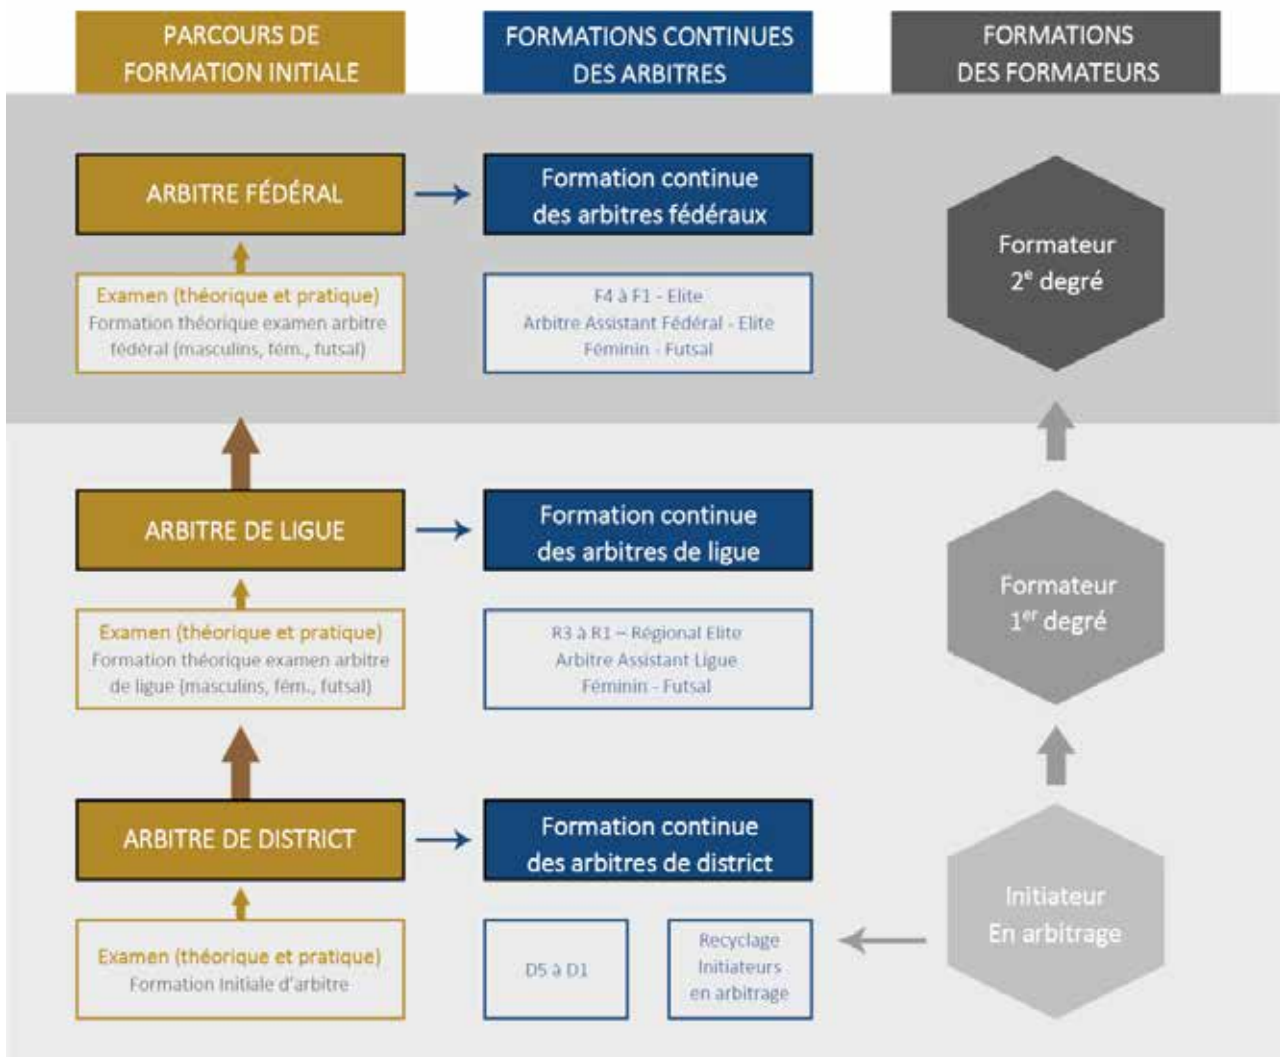 PARCOURS DE
FORMATION INITIALE
FORMATIONS CONTINUES
DES ARBITRES
FORMATIONS
DES FORMATEURS
ARBITRE FÉDÉRAL
Formation continue
des arbitres fédéraux
Formateur
2e degré
Examen (théorique et pratique)
Formation théorique examen arbitre
fédéral (masculins, fém., futsal)
F4 à F1 - Elite
Arbitre Assistant Fédéral - Elite
Féminin - Futsal
ARBITRE DE LIGUE
Formation continue
des arbitres de ligue
Formateur
1er degré
Examen (théorique et pratique)
Formation théorique examen arbitre
de ligue (masculins, fém., futsal)
R3 à R1 – Régional Elite
Arbitre Assistant Ligue
Féminin - Futsal
ARBITRE DE DISTRICT
Formation continue
des arbitres de district
Initiateur
En arbitrage
Examen (théorique et pratique)
Formation Initiale d'arbitre
D5 à D1
Recyclage
Initiateurs
en arbitrage